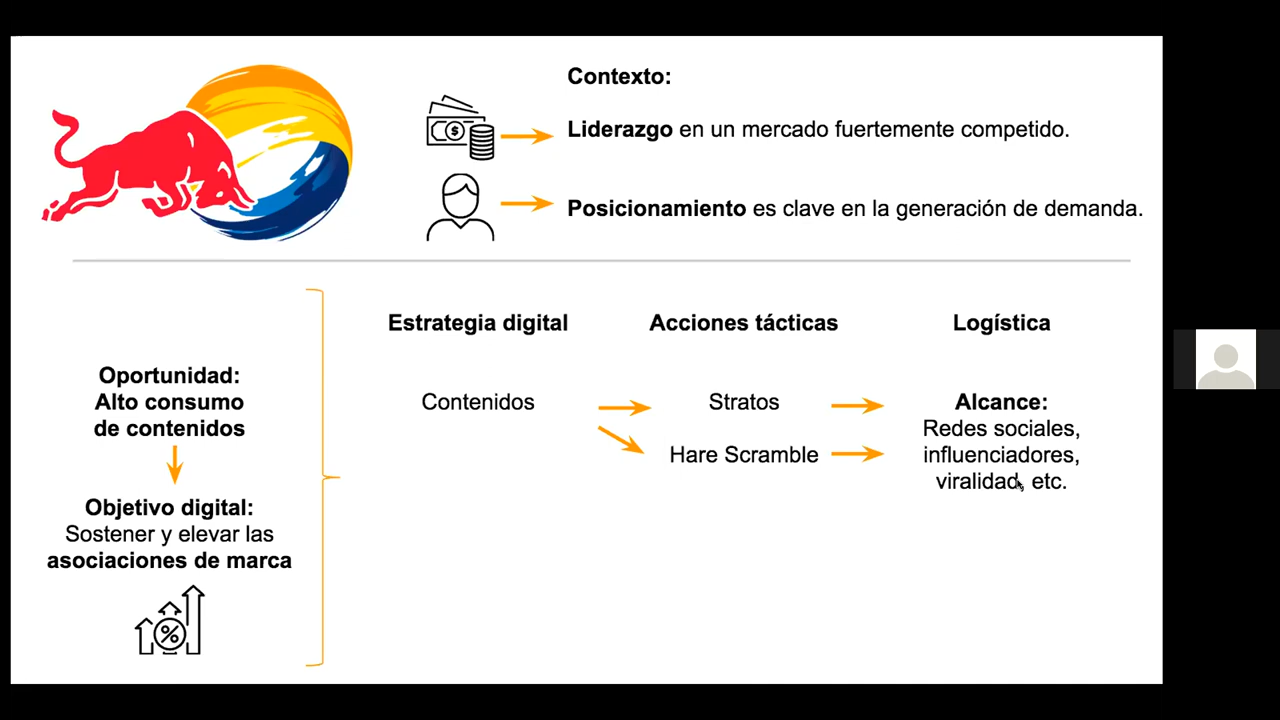 Contexto:
Liderazgo en un mercado fuertemente competido.
Posicionamiento es clave en la generación de demanda.
Oportunidad:
Alto consumo
de contenidos
Objetivo digital:
Sostener y elevar las
asociaciones de marca
Estrategia digital
Contenidos
Acciones tácticas
Stratos
Hare Scramble
Logística
Alcance:
Redes sociales,
influenciadores,
viralidad, etc.